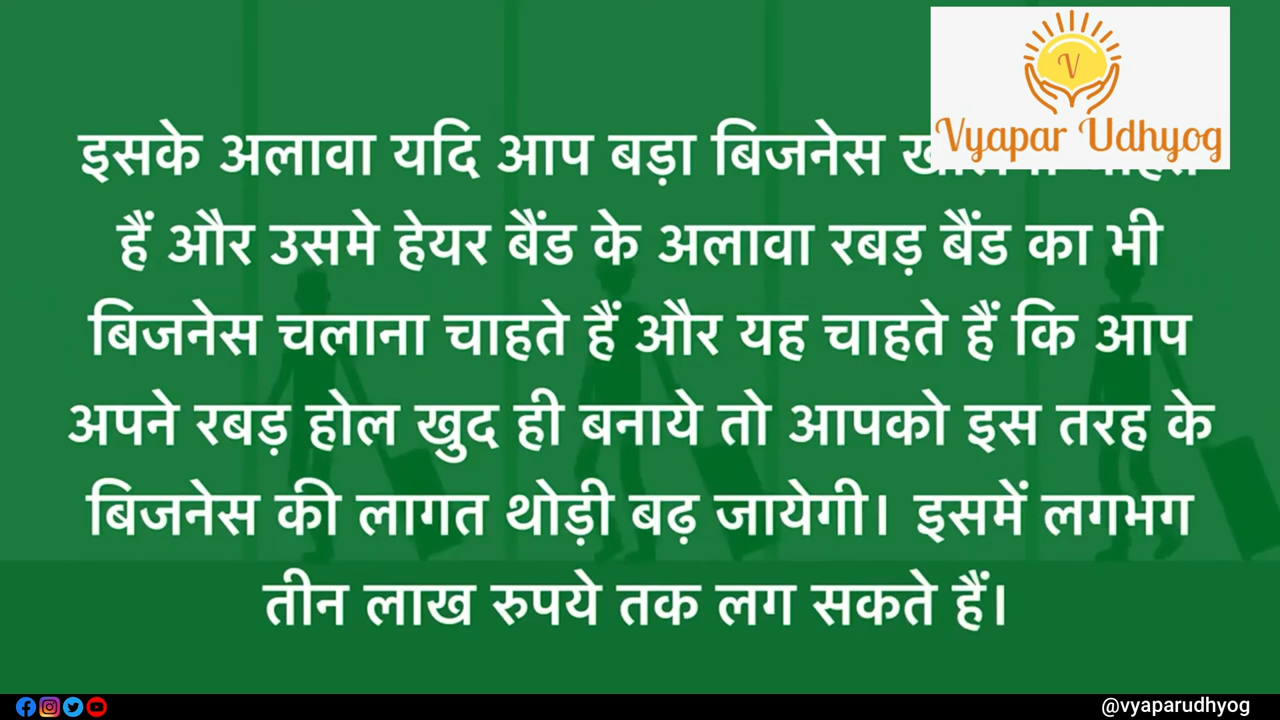 V
Vyapar Udhyog
इसके अलावा यदि आप बड़ा बिजनेस
हैं और उसमे हेयर बैंड के अलावा रबड़ बैंड का भी
बिजनेस चलाना चाहते हैं और यह चाहते हैं कि आप
अपने रबड़ होल खुद ही बनाये तो आपको इस तरह के
बिजनेस की लागत थोड़ी बढ़ जायेगी। इसमें लगभग
तीन लाख रुपये तक लग सकते हैं।
@vyaparudhyog